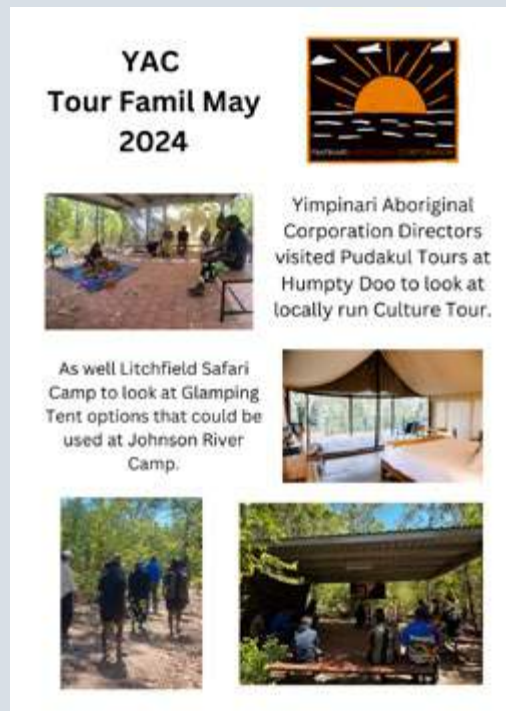 YAC
Tour Famil May
2024
Yimpinari Aboriginal
Corporation Directors
visited Pudakul Tours at
Humpty Doo to look at
locally run Culture Tour.
As well Litchfield Safari
Camp to look at Glamping
Tent options that could be
used at Johnson River
Camp.